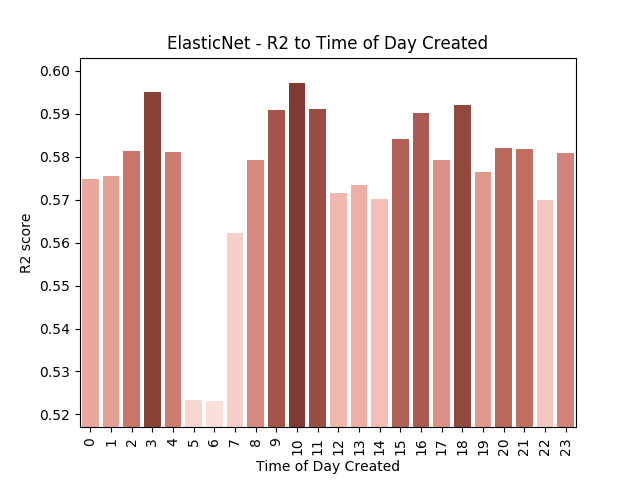 ElasticNet - R2 to Time of Day Created
R2 score
0.60
0.59
0.58
0.57
0.56
0.55
0.54
0.53
0.52
0 1 2 3 4 5 6 7 8 9 10 11 12 13 14 15 16 17 18 19 20 21 22 23
Time of Day Created